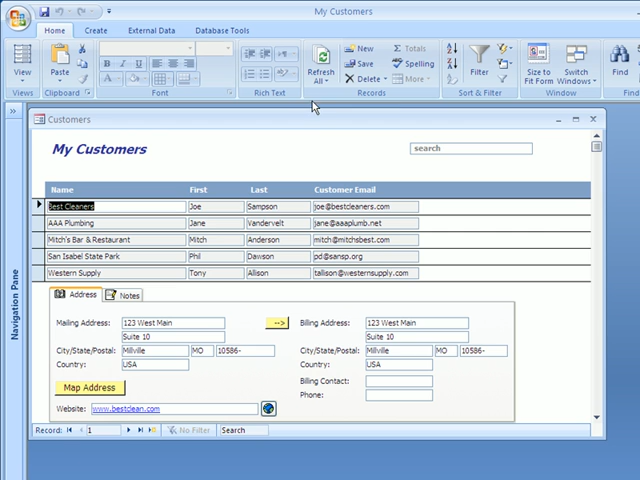 My Customers
Home Create External Data Database Tools
View Paste B I U A Refresh All New Save Delete Σ Totals Spelling More Filter Size to Fit Form Switch Windows Find
Views Clipboard Font Rich Text Records Sort & Filter Window Find
»
Customers
My Customers
search
Name First Last Customer Email
Best Cleaners Joe Sampson joe@bestcleaners.com
AAA Plumbing Jane Vandervelt jane@aaaplumb.net
Mitch's Bar & Restaurant Mitch Anderson mitch@mitchsbest.com
San Isabel State Park Phil Dawson pd@sansp.org
Western Supply Tony Allison tallison@westernsupply.com
Address Notes
Mailing Address: 123 West Main --> Billing Address: 123 West Main
Suite 10 Suite 10
City/State/Postal: Millville MO 10586- City/State/Postal: Millville MO 10586-
Country: USA Country: USA
Billing Contact:
Map Address
Phone:
Website: www.bestclean.com
Record: 1 No Filter Search
Navigation Pane